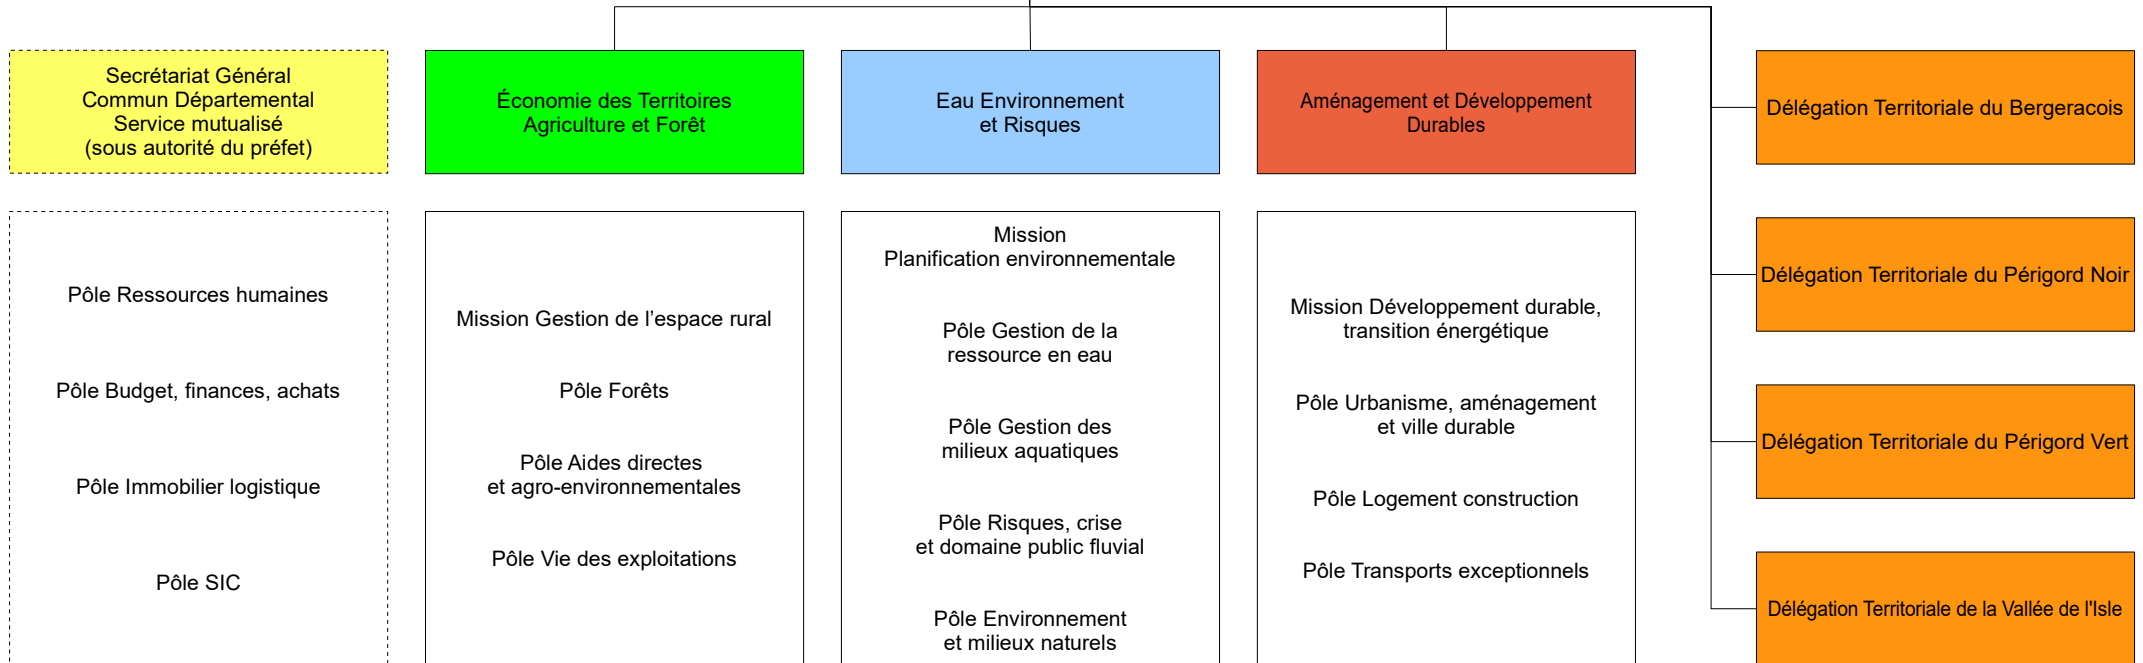 Secrétariat Général
Commun Départemental
Service mutualisé
(sous autorité du préfet)
Économie des Territoires
Agriculture et Forêt
Eau Environnement
et Risques
Aménagement et Développement
Durables
Délégation Territoriale du Bergeracois
Délégation Territoriale du Périgord Noir
Délégation Territoriale du Périgord Vert
Délégation Territoriale de la Vallée de l'Isle
Pôle Ressources humaines
Pôle Budget, finances, achats
Pôle Immobilier logistique
Pôle SIC
Mission Gestion de l’espace rural
Pôle Forêts
Pôle Aides directes
et agro-environnementales
Pôle Vie des exploitations
Mission
Planification environnementale
Pôle Gestion de la
ressource en eau
Pôle Gestion des
milieux aquatiques
Pôle Risques, crise
et domaine public fluvial
Pôle Environnement
et milieux naturels
Mission Développement durable,
transition énergétique
Pôle Urbanisme, aménagement
et ville durable
Pôle Logement construction
Pôle Transports exceptionnels